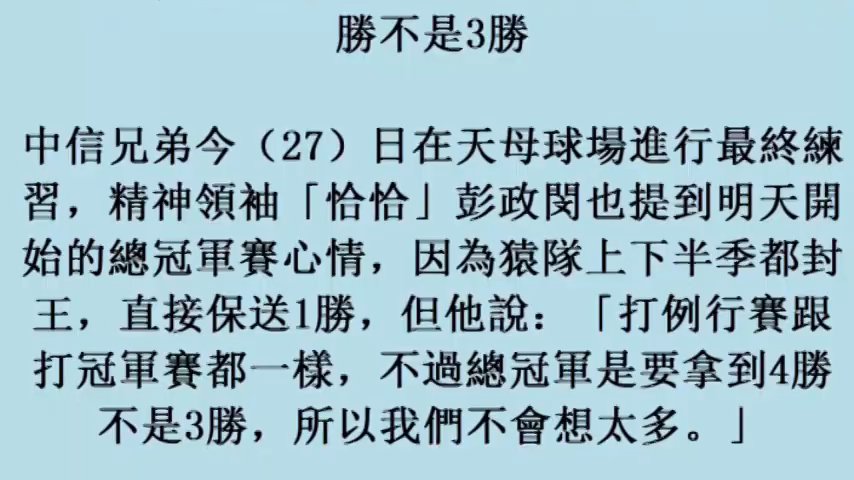 勝不是3勝
中信兄弟今（27）日在天母球場進行最終練
習，精神領袖「恰恰」彭政閔也提到明天開
始的總冠軍賽心情，因為猿隊上下半季都封
王，直接保送1勝，但他說：「打例行賽跟
打冠軍賽都一樣，不過總冠軍是要拿到4勝
不是3勝，所以我們不會想太多。」